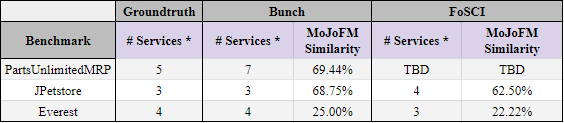 Groundtruth Bunch FoSCI
Benchmark # Services * # Services * MoJoFM Similarity # Services * MoJoFM Similarity
PartsUnlimitedMRP 5 7 69.44% TBD TBD
JPetstore 3 3 68.75% 4 62.50%
Everest 4 4 25.00% 3 22.22%